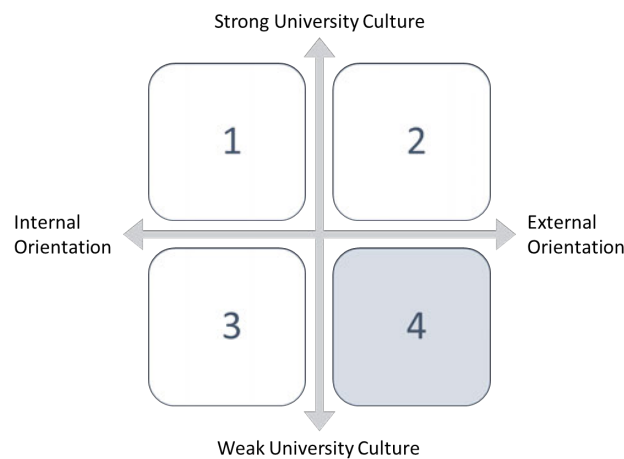 Strong University Culture
1
2
Internal
Orientation
External
Orientation
3
4
Weak University Culture